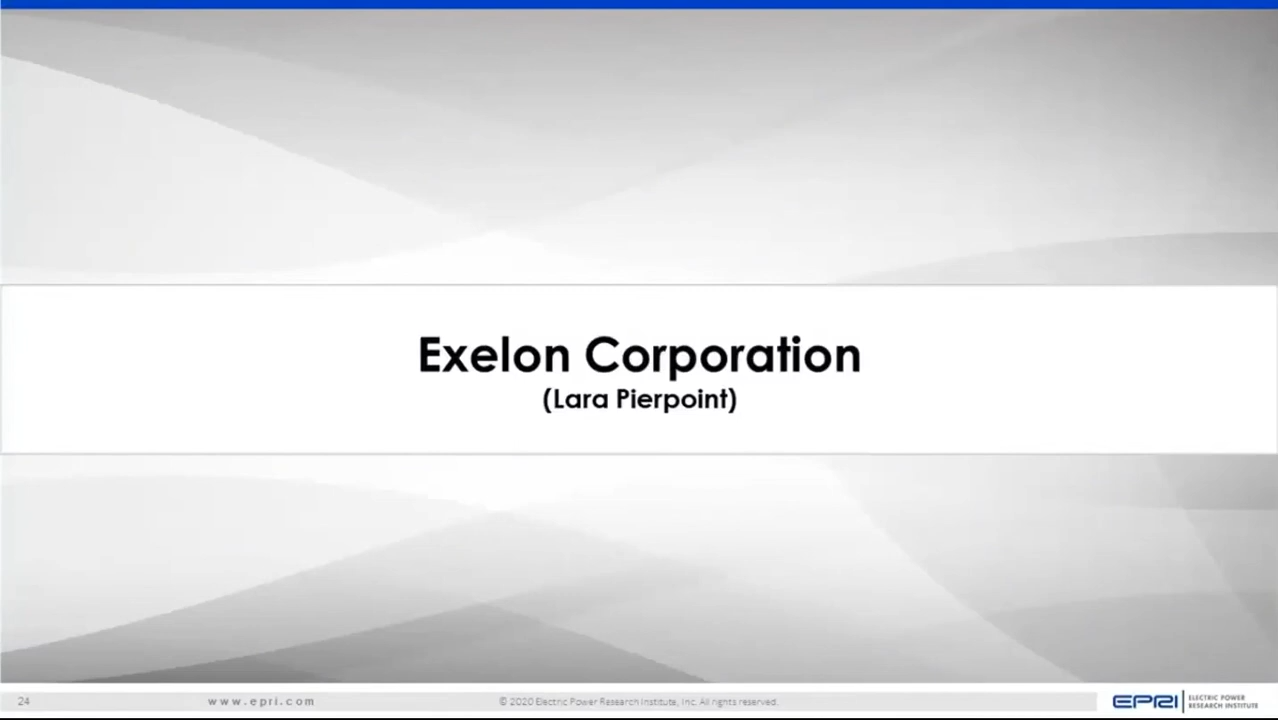 Exelon Corporation
(Lara Pierpoint)
24
www.epri.com
© 2020 Electric Power Research Institute, Inc. All rights reserved.
EPRI
ELECTRIC POWER
RESEARCH INSTITUTE